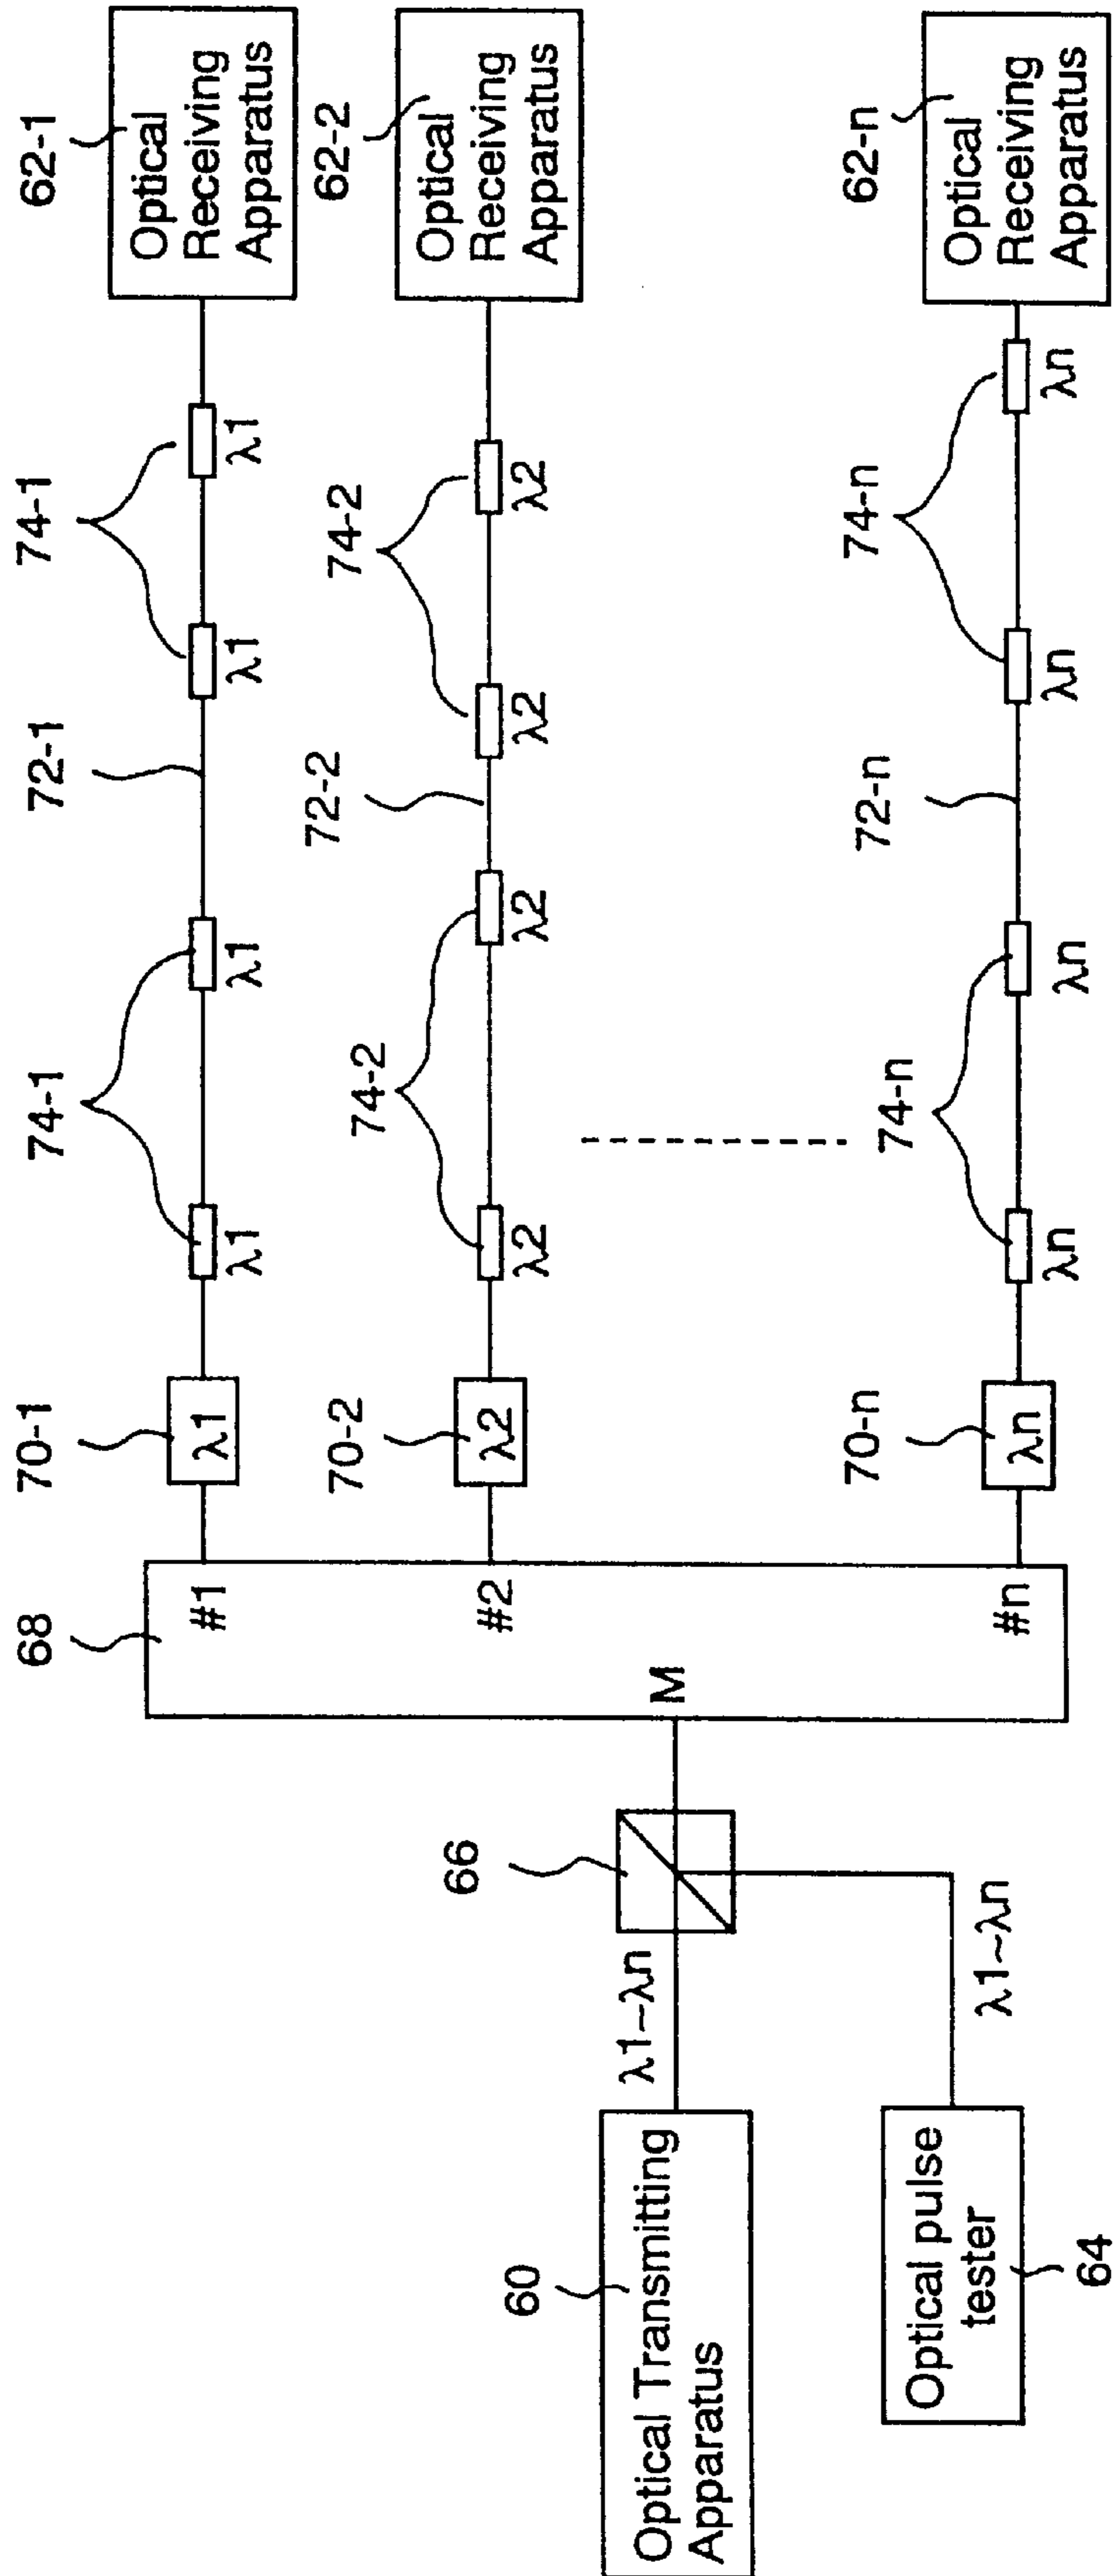 62-1
Optical
Receiving
Apparatus
74-1
λ1
λ1
72-1
74-1
λ1
λ1
70-1
λ1
62-2
Optical
Receiving
Apparatus
74-2
λ2
λ2
72-2
74-2
λ2
λ2
70-2
λ2
62-n
Optical
Receiving
Apparatus
74-n
λn
λn
72-n
74-n
λn
λn
70-n
λn
68
#1
#2
#n
M
66
λ1~λn
λ1~λn
60
Optical Transmitting
Apparatus
Optical pulse
tester
64